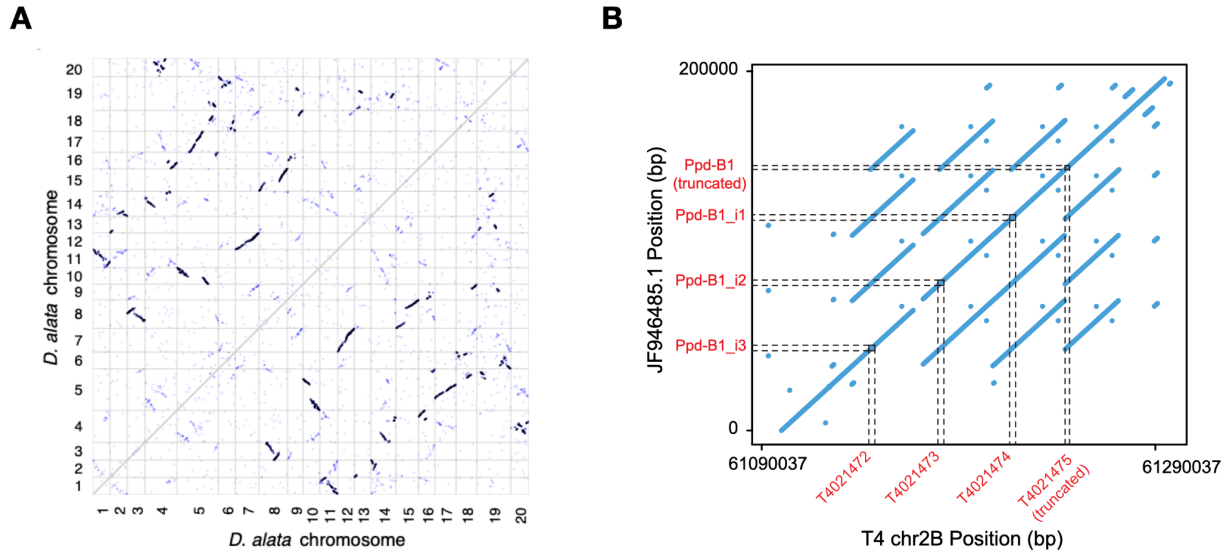 A
B
20
19
18
17
16
15
14
13
12
11
10
9
8
7
6
5
4
3
2
1
D. alata chromosome
1
2
3
4
5
6
7
8
9
10
11
12
13
14
15
16
17
18
19
20
D. alata chromosome
200000
Ppd-B1
(truncated)
Ppd-B1_i1
Ppd-B1_i2
Ppd-B1_i3
0
JF946485.1 Position (bp)
61090037
61290037
T4021472
T4021473
T4021474
T4021475
(truncated)
T4 chr2B Position (bp)